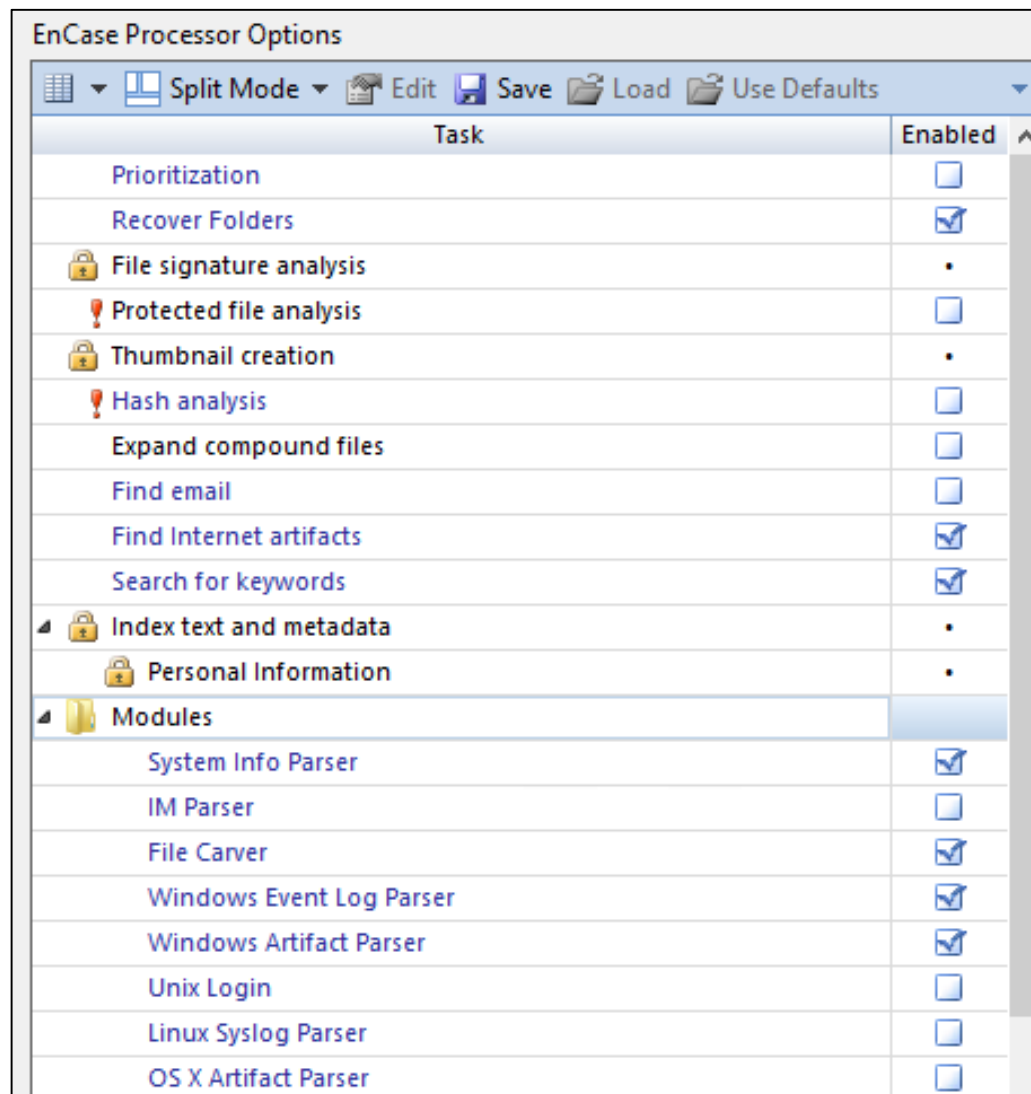 EnCase Processor Options
Split Mode Edit Save Load Use Defaults
Task Enabled
Prioritization
Recover Folders
File signature analysis
Protected file analysis
Thumbnail creation
Hash analysis
Expand compound files
Find email
Find Internet artifacts
Search for keywords
Index text and metadata
Personal Information
Modules
System Info Parser
IM Parser
File Carver
Windows Event Log Parser
Windows Artifact Parser
Unix Login
Linux Syslog Parser
OS X Artifact Parser